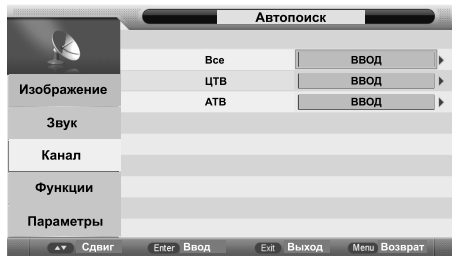 Автопоиск
Все ВВОД
ЦТВ ВВОД
АТВ ВВОД
Изображение
Звук
Канал
Функции
Параметры
Сдвиг Enter Ввод Exit Выход Menu Возврат